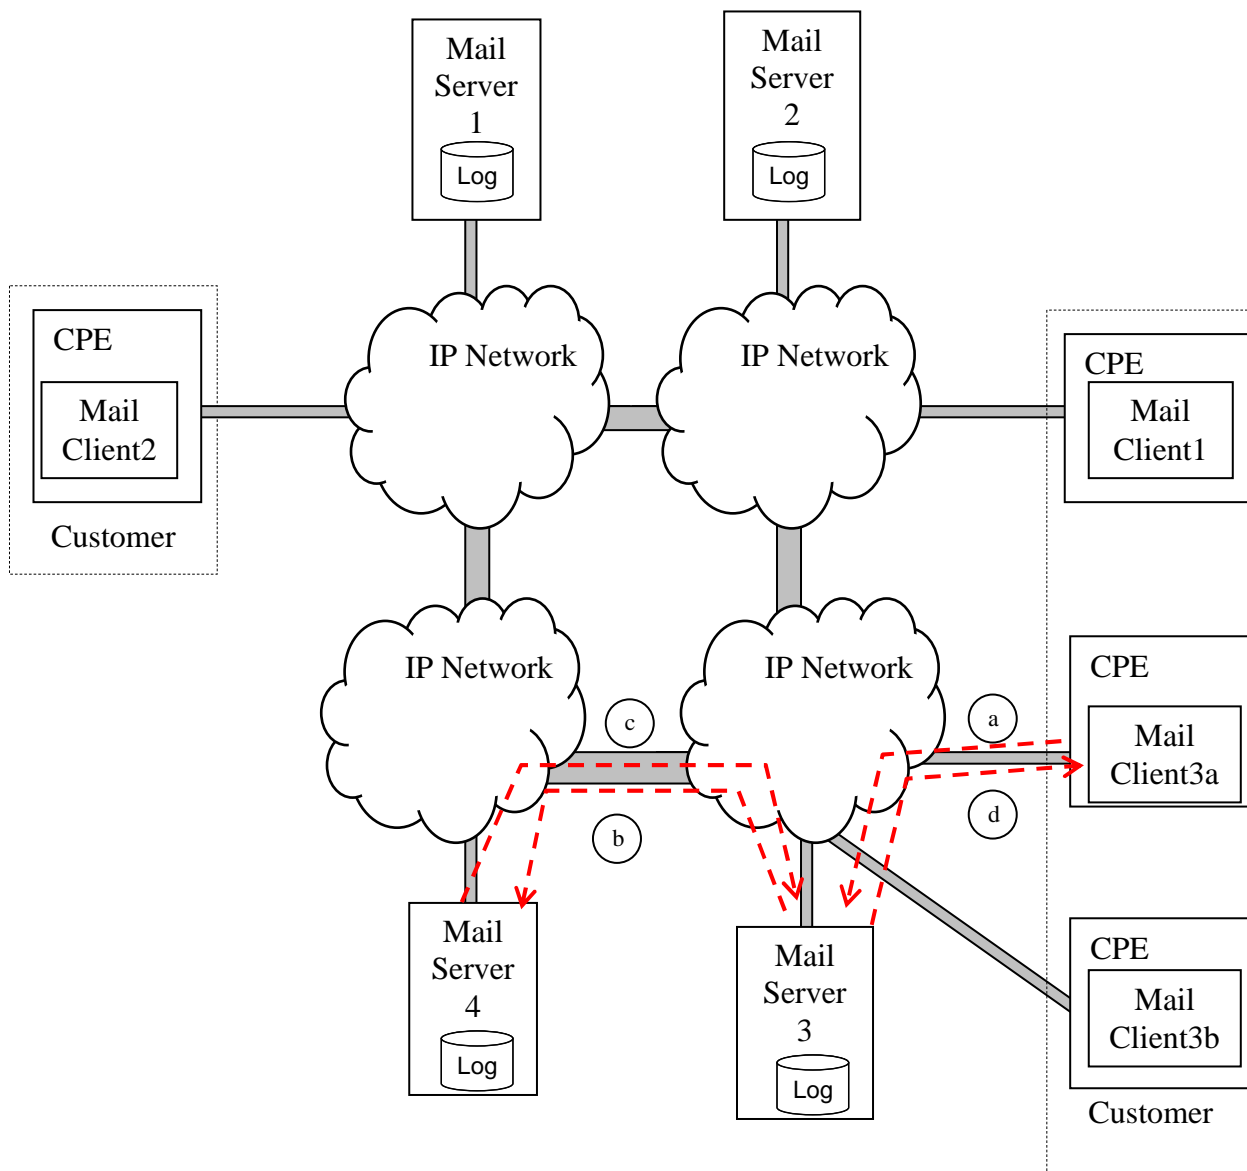 Mail
Server
1
Log
Mail
Server
2
Log
CPE
Mail
Client2
Customer
IP Network
IP Network
CPE
Mail
Client1
IP Network
IP Network
c
b
a
d
CPE
Mail
Client3a
Mail
Server
4
Log
Mail
Server
3
Log
CPE
Mail
Client3b
Customer